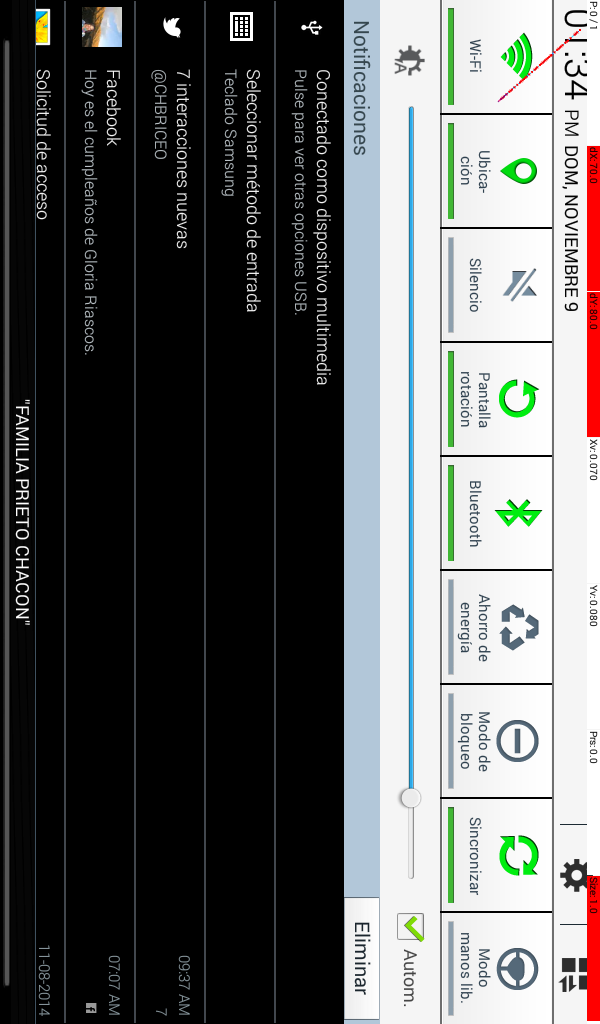 P: 0 / 1
dX: 70.0
dY: 80.0
Xv: 0.070
Yv: 0.080
Prs: 0.0
Size: 1.0
01:34 PM DOM, NOVIEMBRE 9
Wi-Fi
Ubica-
ción
Silencio
Pantalla
rotación
Bluetooth
Ahorro de
energía
Modo de
bloqueo
Sincronizar
Modo
manos lib.
A
Autom.
Notificaciones
Eliminar
Conectado como dispositivo multimedia
Pulse para ver otras opciones USB.
Seleccionar método de entrada
Teclado Samsung
7 interacciones nuevas
09:37 AM
@CHBRICEO
7
Facebook
07:07 AM
Hoy es el cumpleaños de Gloria Riascos.
Solicitud de acceso
11-08-2014
"FAMILIA PRIETO CHACON"